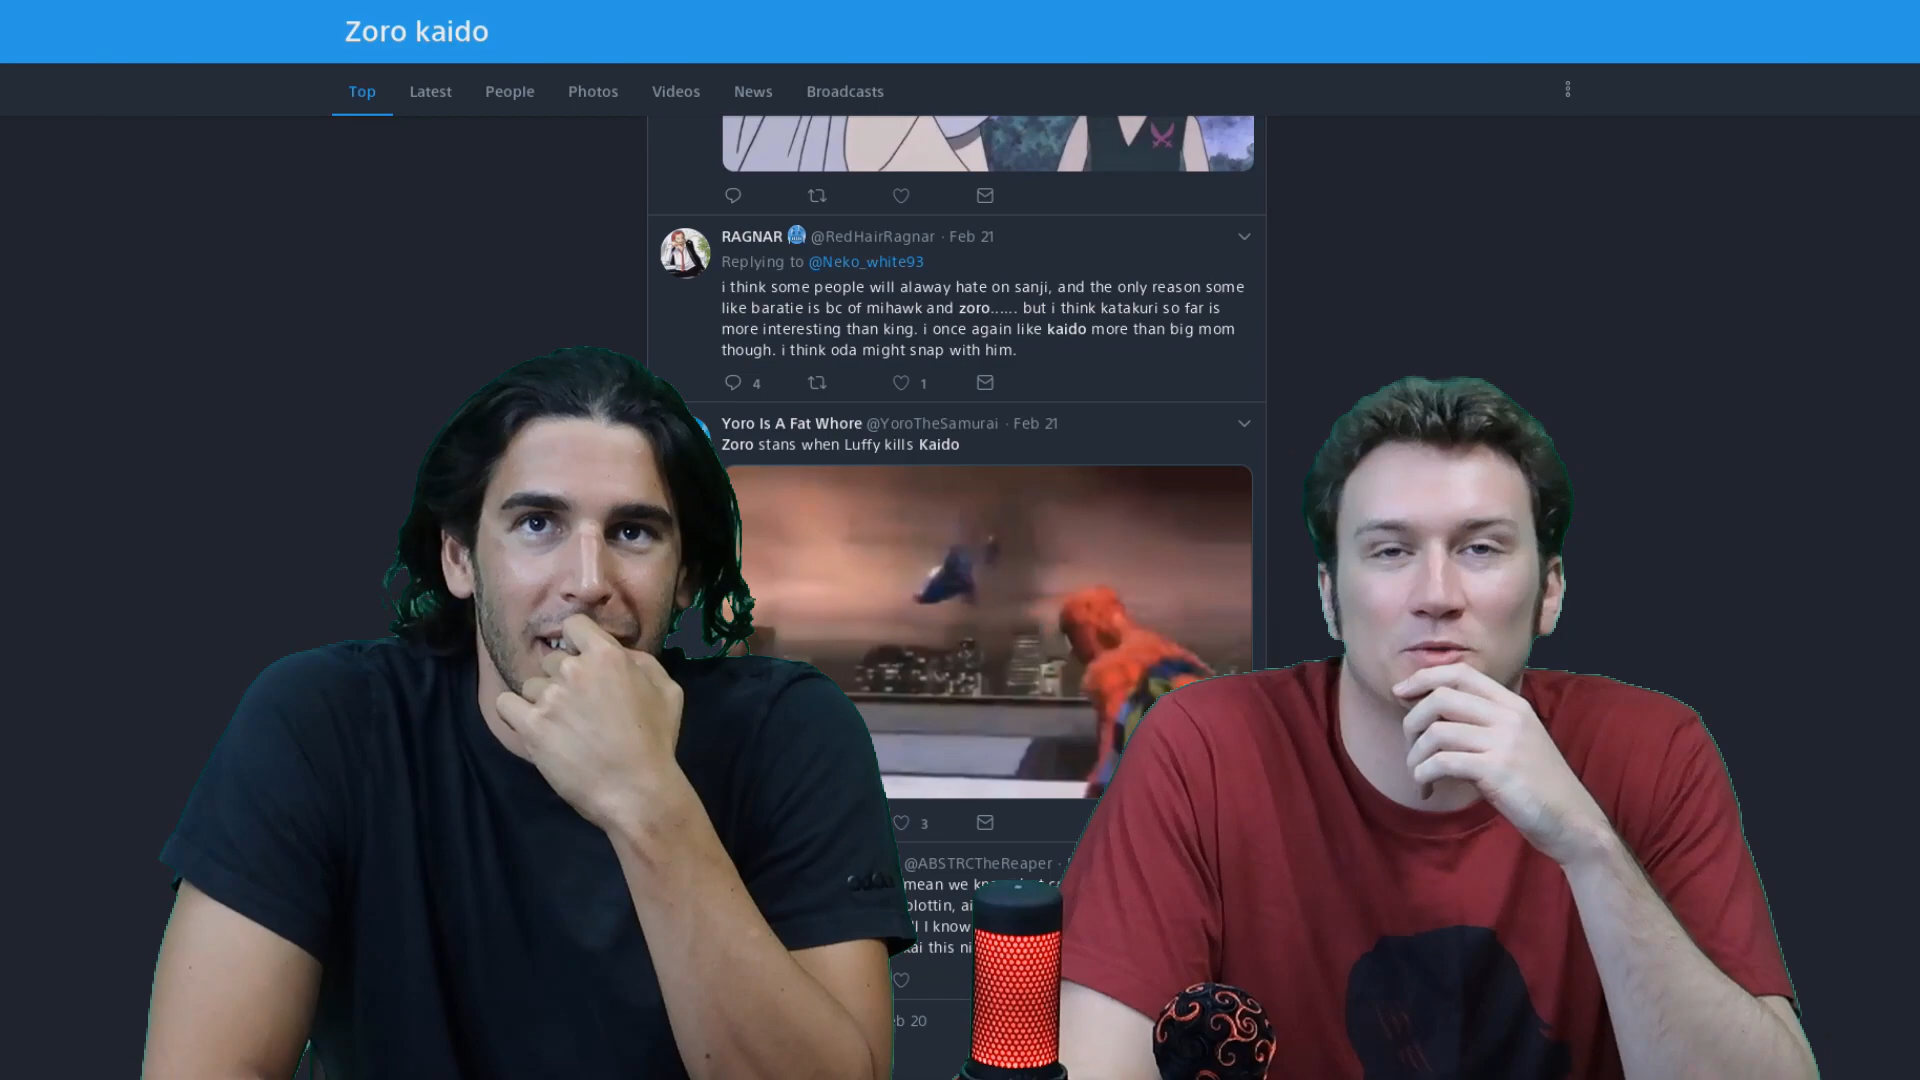 Zoro kaido
Top Latest People Photos Videos News Broadcasts
RAGNAR @RedHairRagnar · Feb 21
Replying to @Neko_white93
i think some people will alaway hate on sanji, and the only reason some
like baratie is bc of mihawk and zoro...... but i think katakuri so far is
more interesting than king. i once again like kaido more than big mom
though. i think oda might snap with him.
4 1
Yoro Is A Fat Whore @YoroTheSamurai · Feb 21
Zoro stans when Luffy kills Kaido
3
@ABSTRCTheReaper ·
mean we
plottin,
I know
this
20